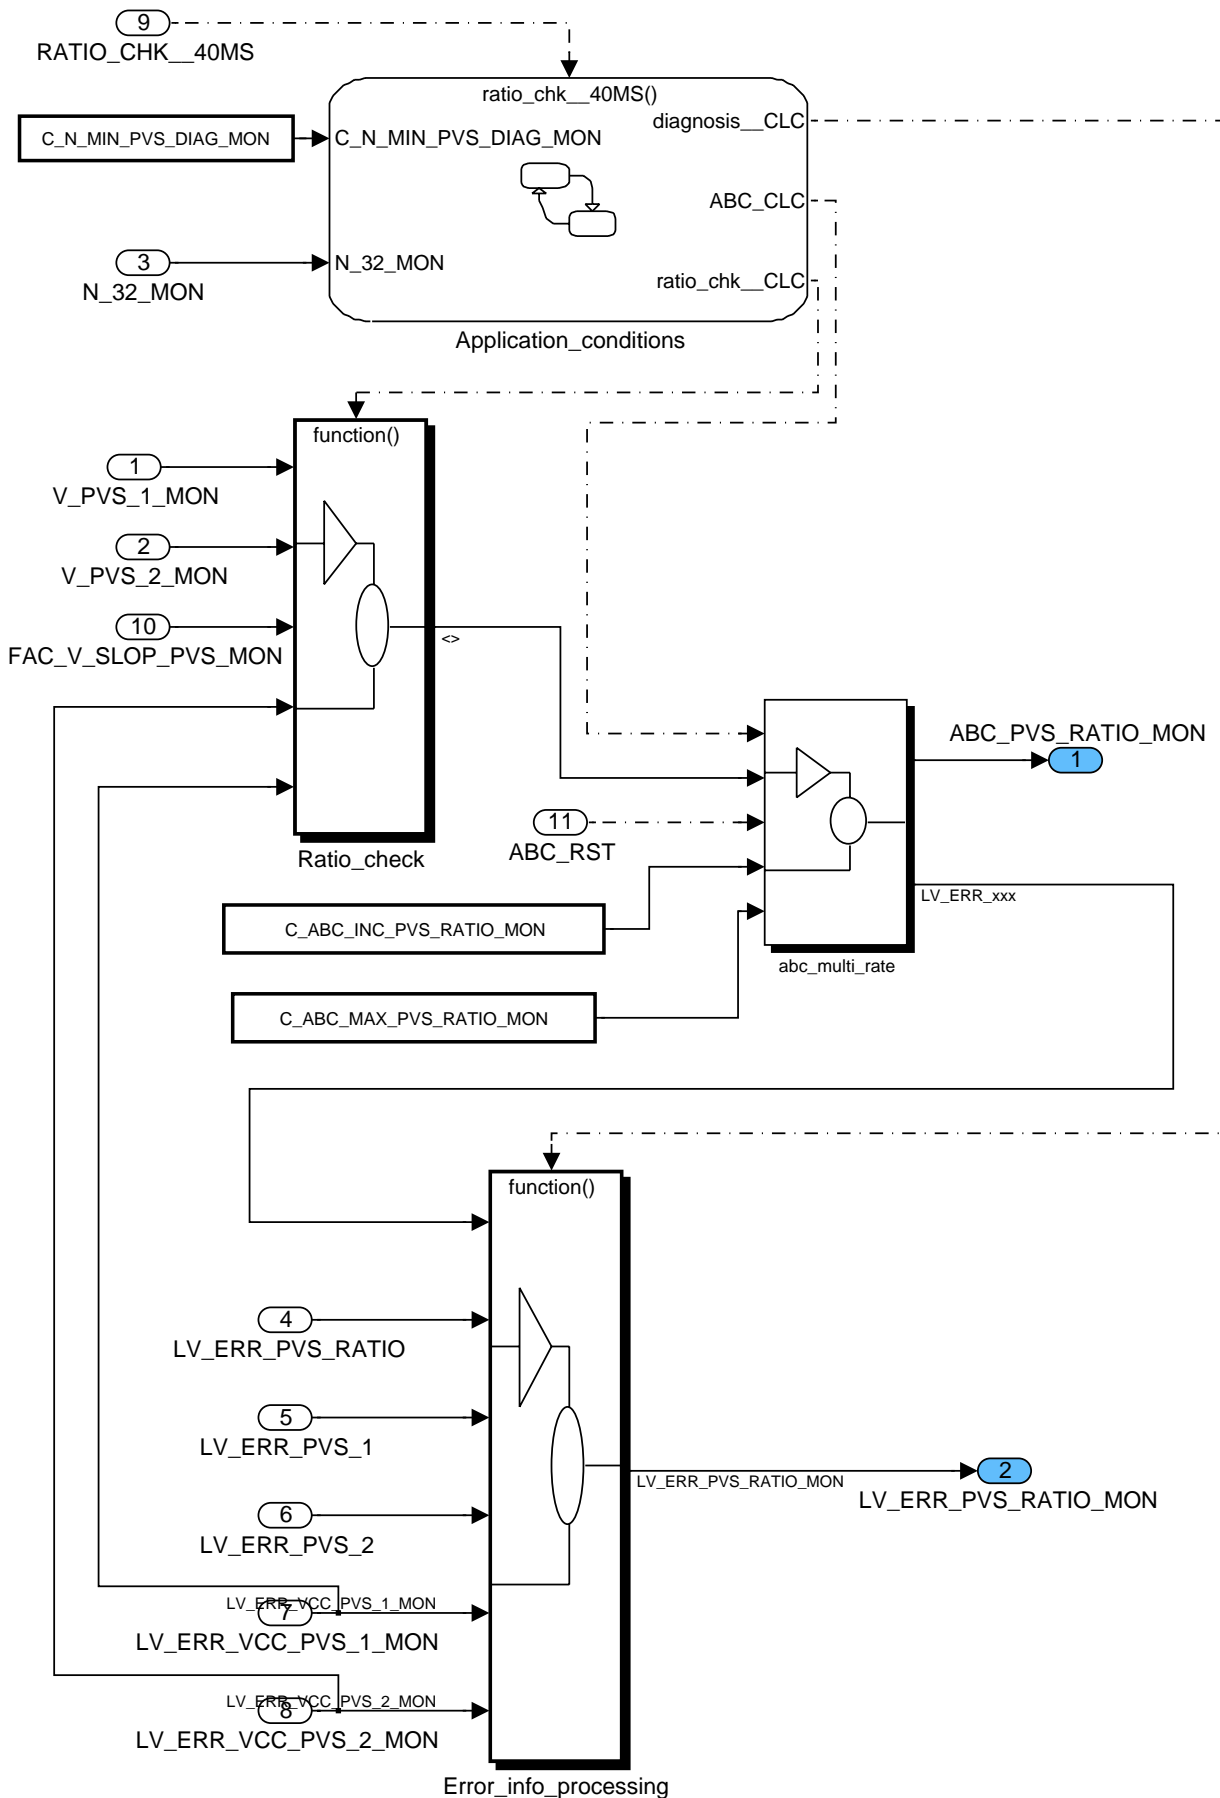 9
RATIO_CHK__40MS
ratio_chk__40MS()
diagnosis__CLC
C_N_MIN_PVS_DIAG_MON
C_N_MIN_PVS_DIAG_MON
ABC_CLC
3
N_32_MON
N_32_MON
ratio_chk__CLC
Application_conditions
function()
1
V_PVS_1_MON
2
V_PVS_2_MON
10
FAC_V_SLOP_PVS_MON
<>
Ratio_check
11
ABC_RST
ABC_PVS_RATIO_MON
1
LV_ERR_xxx
C_ABC_INC_PVS_RATIO_MON
abc_multi_rate
C_ABC_MAX_PVS_RATIO_MON
function()
4
LV_ERR_PVS_RATIO
5
LV_ERR_PVS_1
6
LV_ERR_PVS_2
LV_ERR_PVS_RATIO_MON
2
LV_ERR_PVS_RATIO_MON
LV_ERR_VCC_PVS_1_MON
7
LV_ERR_VCC_PVS_1_MON
LV_ERR_VCC_PVS_2_MON
8
LV_ERR_VCC_PVS_2_MON
Error_info_processing